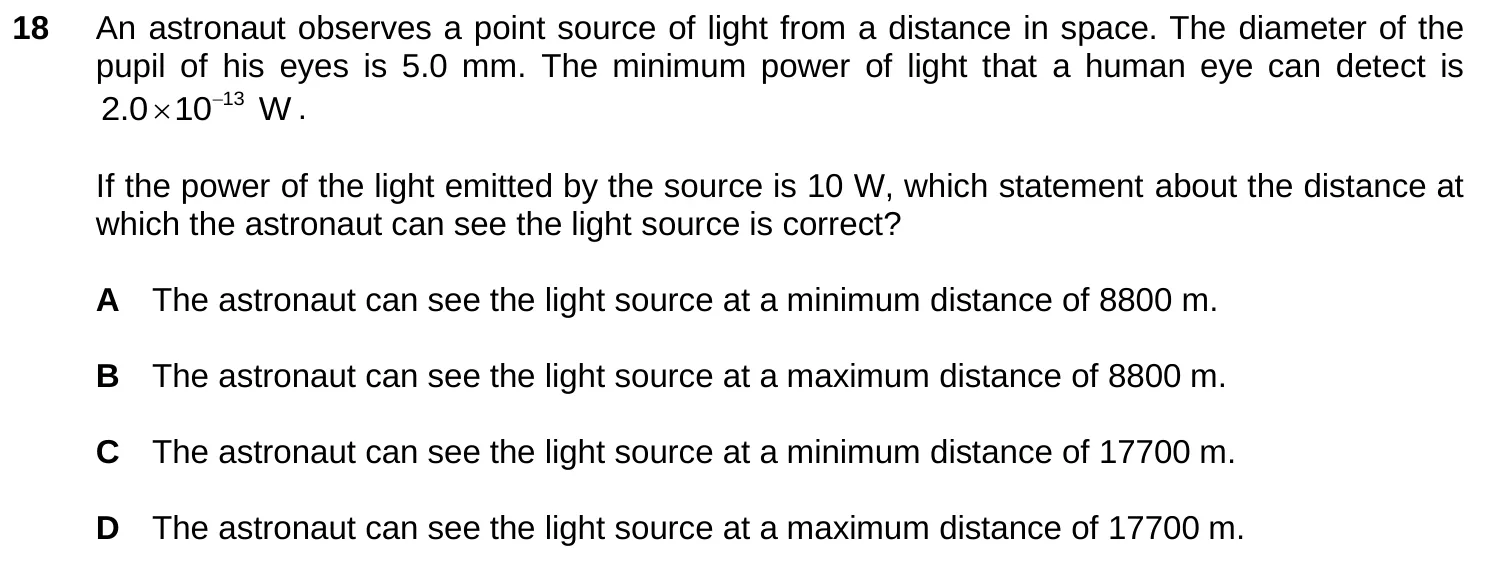 18 An astronaut observes a point source of light from a distance in space. The diameter of the
pupil of his eyes is 5.0 mm. The minimum power of light that a human eye can detect is
2.0×10⁻¹³ W.
If the power of the light emitted by the source is 10 W, which statement about the distance at
which the astronaut can see the light source is correct?
A The astronaut can see the light source at a minimum distance of 8800 m.
B The astronaut can see the light source at a maximum distance of 8800 m.
C The astronaut can see the light source at a minimum distance of 17700 m.
D The astronaut can see the light source at a maximum distance of 17700 m.